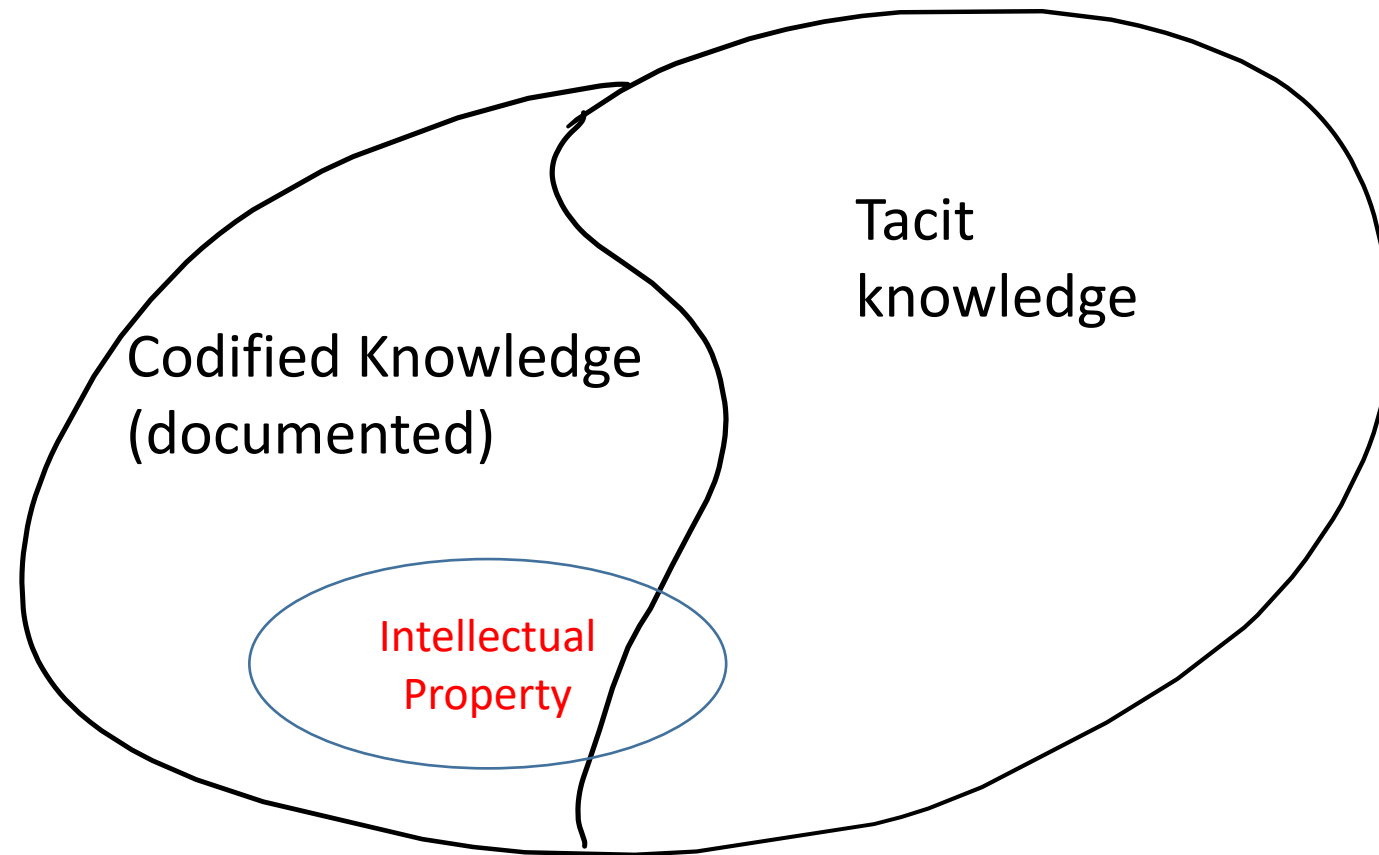 Tacit
knowledge
Codified Knowledge
(documented)
Intellectual
Property